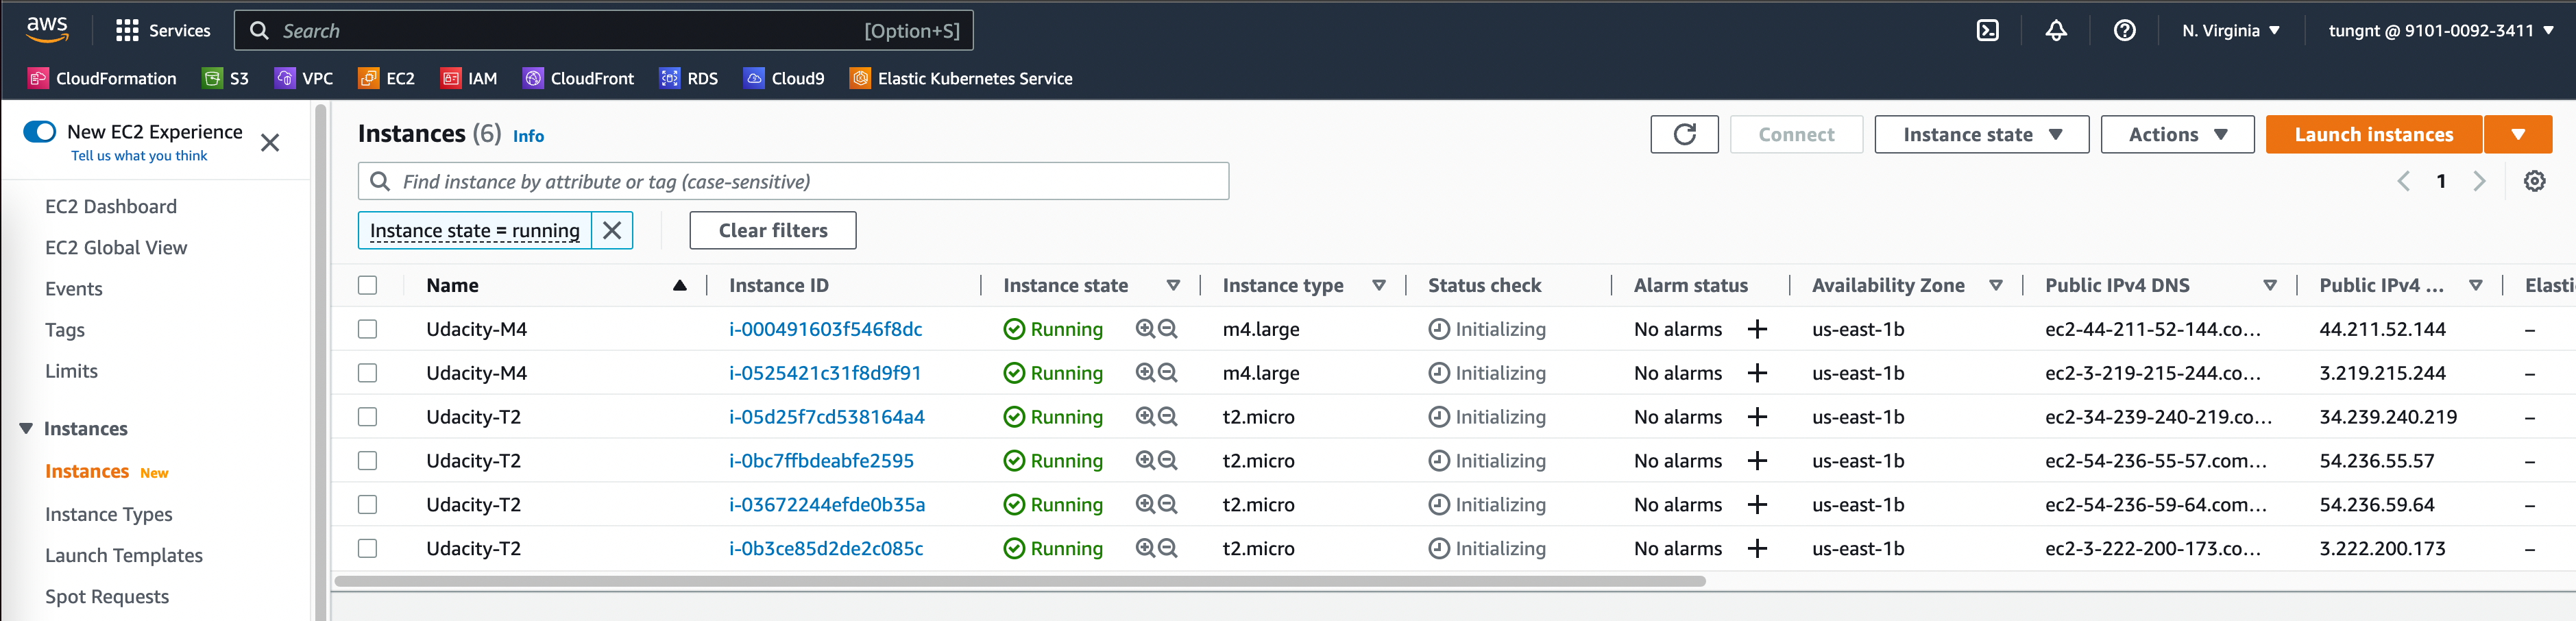 aws Services Search [Option+S] N. Virginia tungnt @ 9101-0092-3411
CloudFormation S3 VPC EC2 IAM CloudFront RDS Cloud9 Elastic Kubernetes Service
New EC2 Experience
Tell us what you think
EC2 Dashboard
EC2 Global View
Events
Tags
Limits
Instances
Instances New
Instance Types
Launch Templates
Spot Requests
Instances (6) Info Connect Instance state Actions Launch instances
Find instance by attribute or tag (case-sensitive) 1
Instance state = running Clear filters
Name Instance ID Instance state Instance type Status check Alarm status Availability Zone Public IPv4 DNS Public IPv4 ... Elasti
Udacity-M4 i-000491603f546f8dc Running m4.large Initializing No alarms + us-east-1b ec2-44-211-52-144.co... 44.211.52.144 –
Udacity-M4 i-0525421c31f8d9f91 Running m4.large Initializing No alarms + us-east-1b ec2-3-219-215-244.co... 3.219.215.244 –
Udacity-T2 i-05d25f7cd538164a4 Running t2.micro Initializing No alarms + us-east-1b ec2-34-239-240-219.co... 34.239.240.219 –
Udacity-T2 i-0bc7ffbdeabfe2595 Running t2.micro Initializing No alarms + us-east-1b ec2-54-236-55-57.com... 54.236.55.57 –
Udacity-T2 i-03672244efde0b35a Running t2.micro Initializing No alarms + us-east-1b ec2-54-236-59-64.com... 54.236.59.64 –
Udacity-T2 i-0b3ce85d2de2c085c Running t2.micro Initializing No alarms + us-east-1b ec2-3-222-200-173.co... 3.222.200.173 –